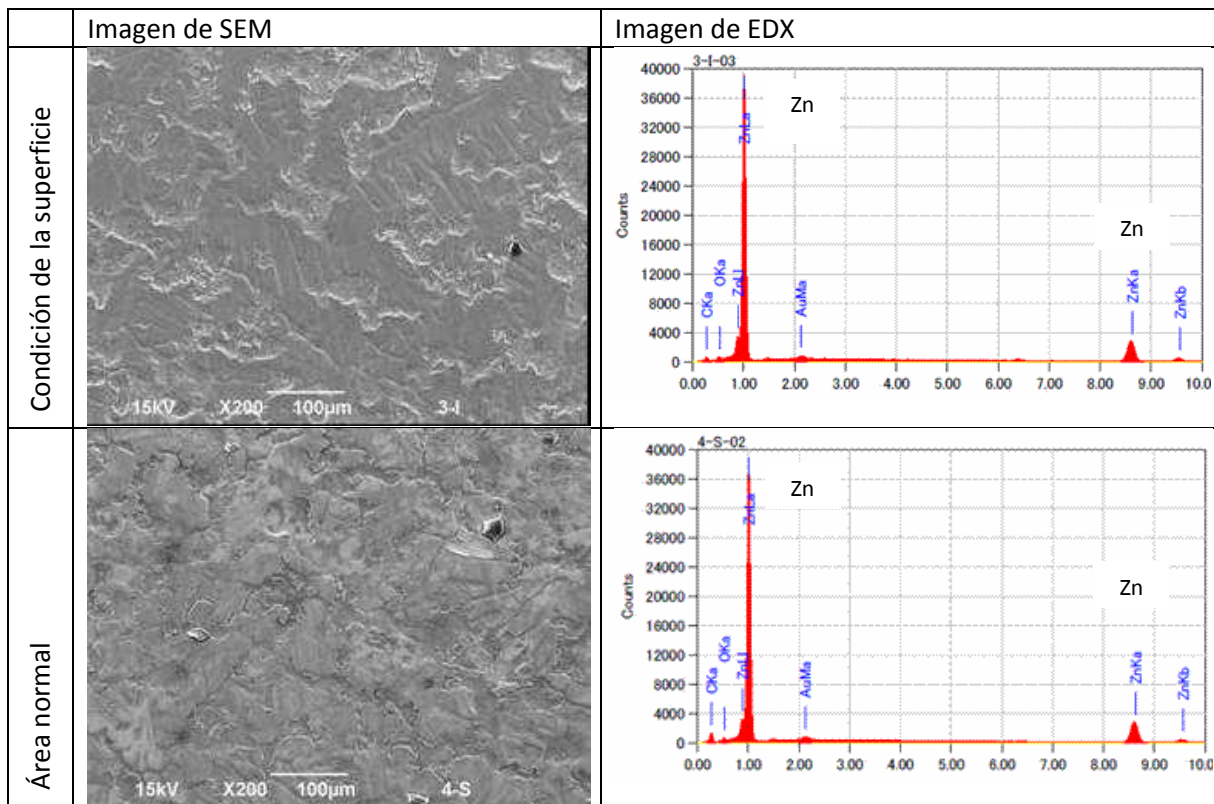 Imagen de SEM
Imagen de EDX
Condición de la superficie
15kV X200 100µm 3-I
3-I-03
40000
36000
32000
28000
24000
20000
16000
12000
8000
4000
0
Counts
CKa
OKa
ZnLl
ZnLa
Zn
AuMa
Zn
ZnKa
ZnKb
0.00 1.00 2.00 3.00 4.00 5.00 6.00 7.00 8.00 9.00 10.0
Área normal
15kV X200 100µm 4-S
4-S-02
40000
36000
32000
28000
24000
20000
16000
12000
8000
4000
0
Counts
CKa
OKa
ZnLl
ZnLa
Zn
AuMa
Zn
ZnKa
ZnKb
0.00 1.00 2.00 3.00 4.00 5.00 6.00 7.00 8.00 9.00 10.0